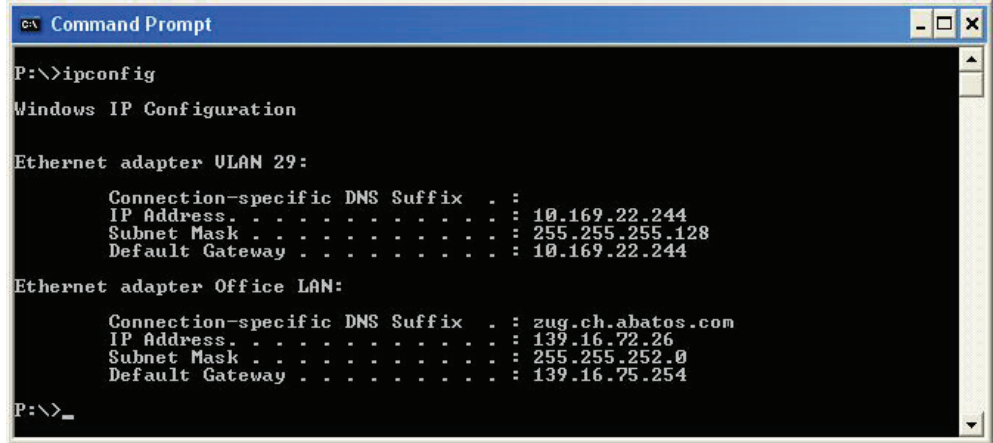 Command Prompt
P:\>ipconfig
Windows IP Configuration
Ethernet adapter VLAN 29:
Connection-specific DNS Suffix . :
IP Address. . . . . . . . . . . . : 10.169.22.244
Subnet Mask . . . . . . . . . . . : 255.255.255.128
Default Gateway . . . . . . . . . : 10.169.22.244
Ethernet adapter Office LAN:
Connection-specific DNS Suffix . : zug.ch.abatos.com
IP Address. . . . . . . . . . . . : 139.16.72.26
Subnet Mask . . . . . . . . . . . : 255.255.252.0
Default Gateway . . . . . . . . . : 139.16.75.254
P:\>_